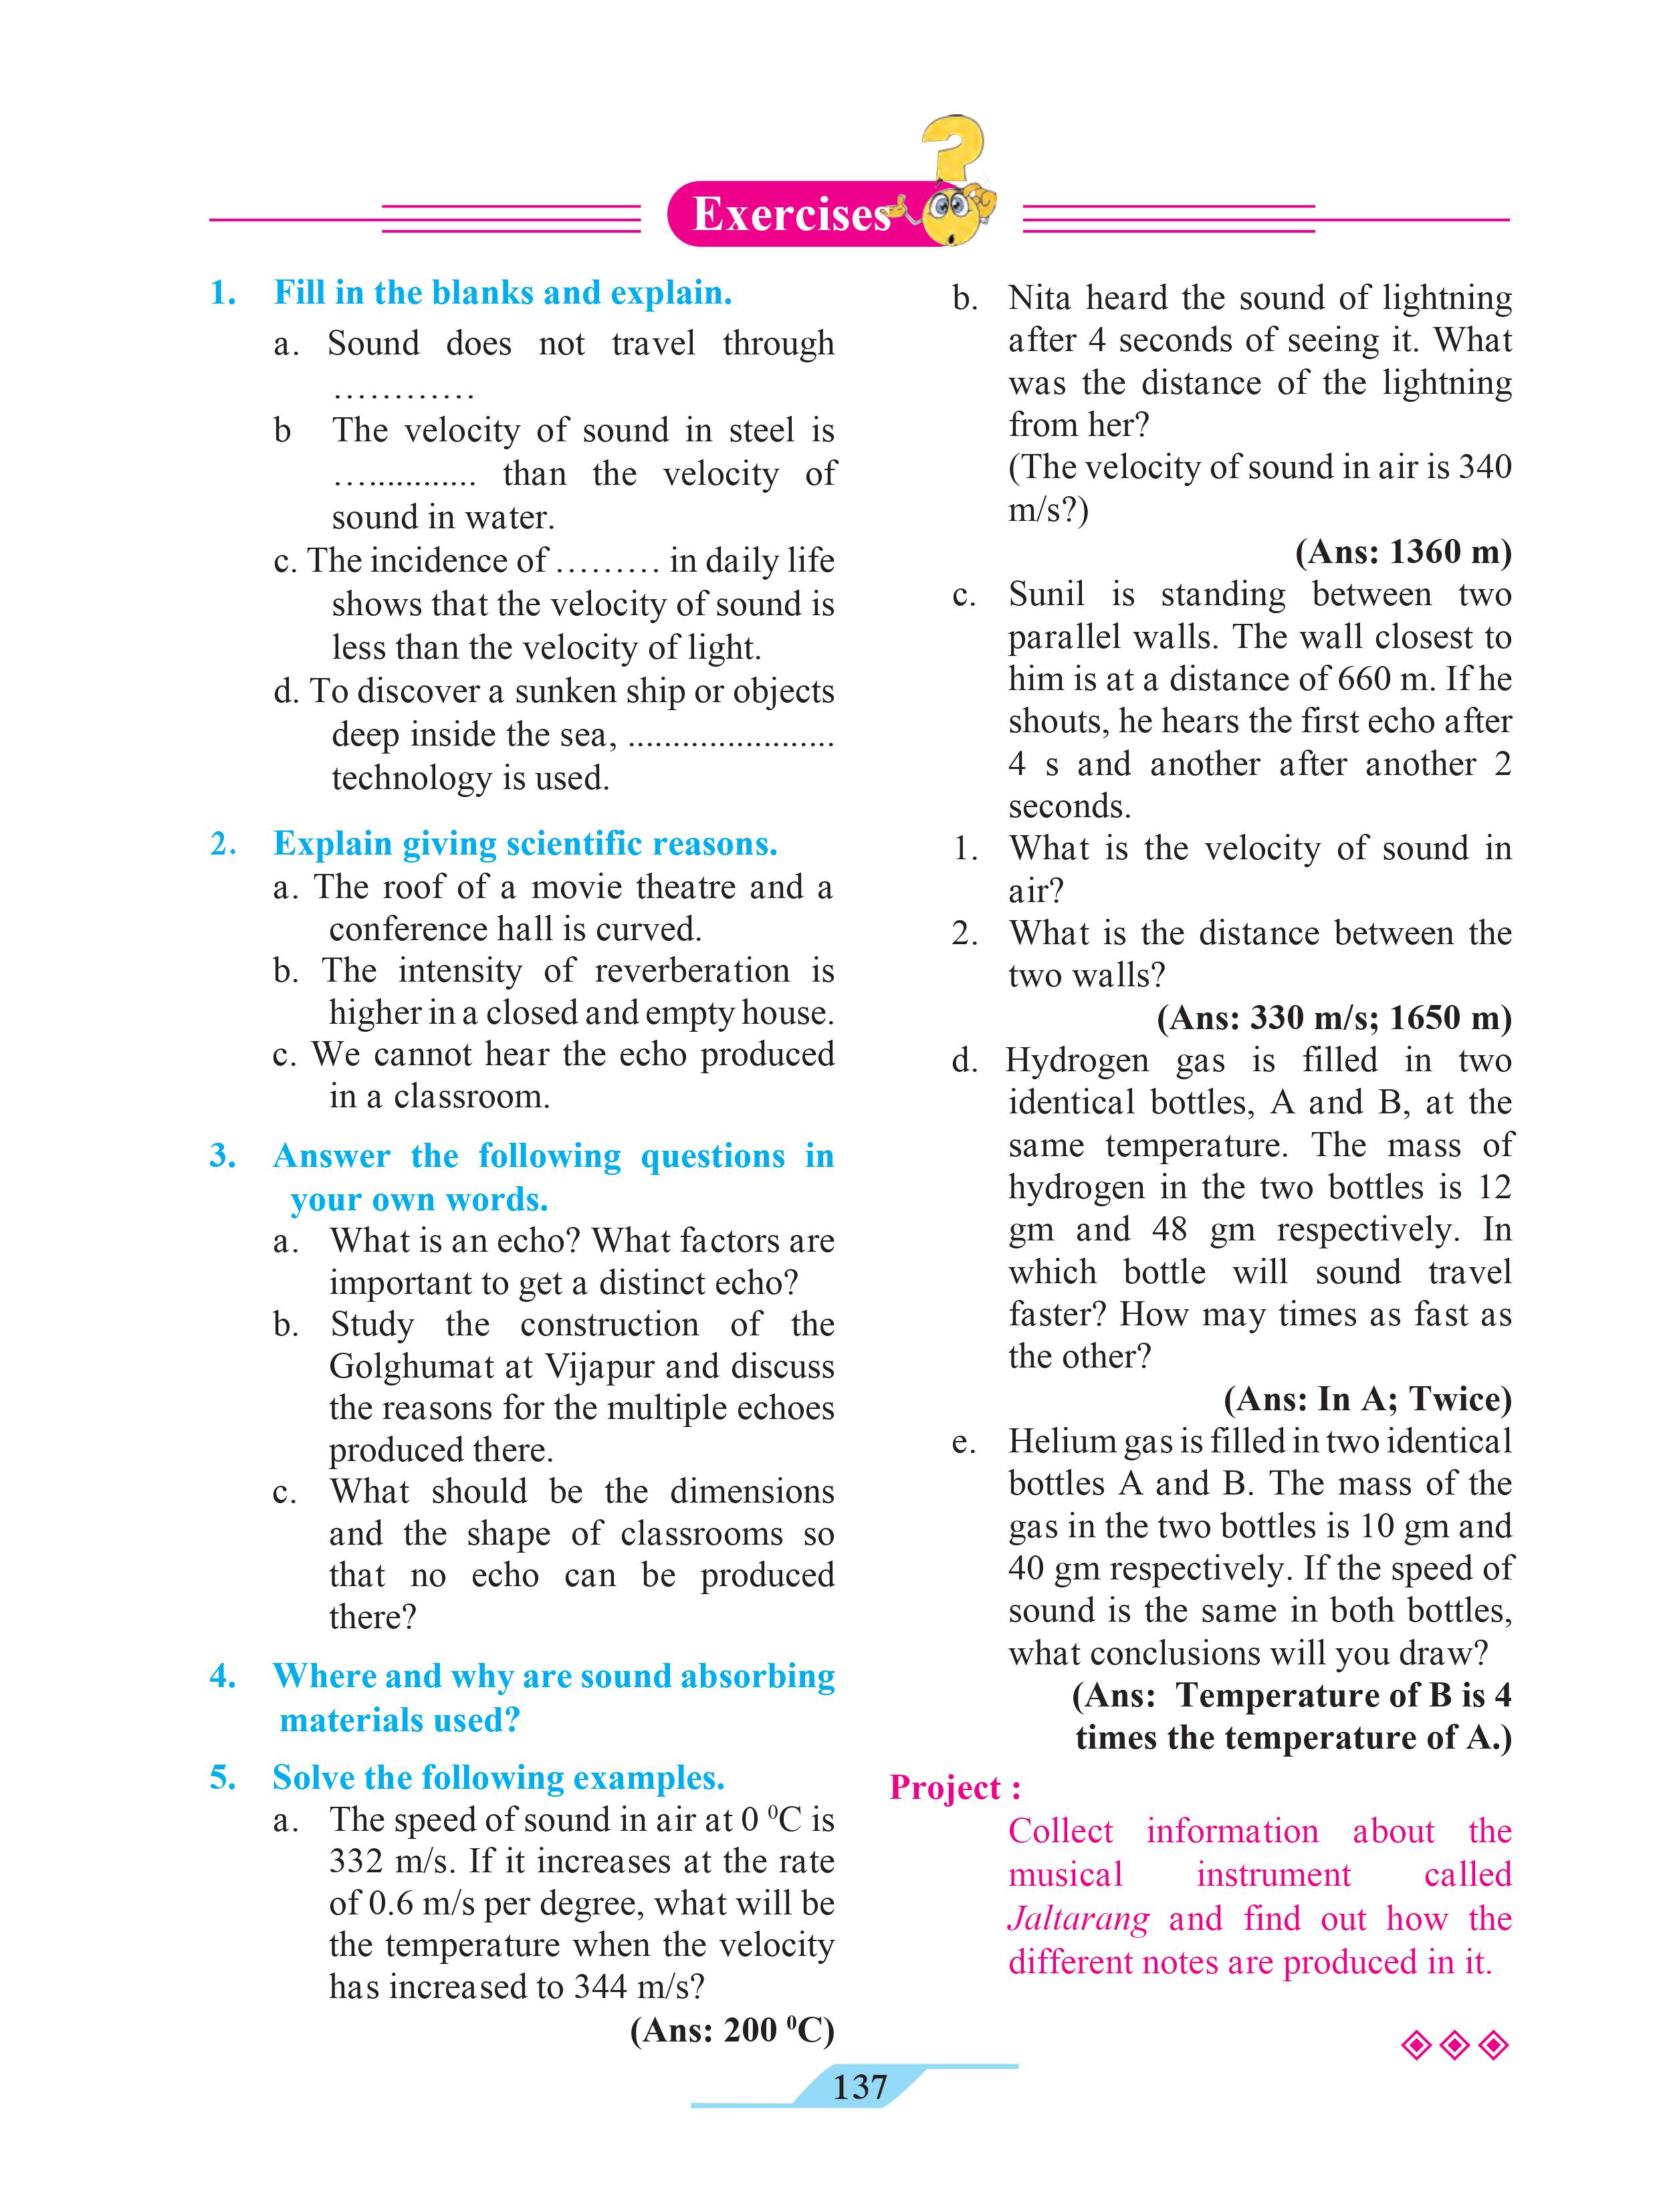 Exercises
1. Fill in the blanks and explain.
a. Sound does not travel through
…………
b The velocity of sound in steel is
…............ than the velocity of
sound in water.
c. The incidence of ……… in daily life
shows that the velocity of sound is
less than the velocity of light.
d. To discover a sunken ship or objects
deep inside the sea, .......................
technology is used.
2. Explain giving scientific reasons.
a. The roof of a movie theatre and a
conference hall is curved.
b. The intensity of reverberation is
higher in a closed and empty house.
c. We cannot hear the echo produced
in a classroom.
3. Answer the following questions in
your own words.
a. What is an echo? What factors are
important to get a distinct echo?
b. Study the construction of the
Golghumat at Vijapur and discuss
the reasons for the multiple echoes
produced there.
c. What should be the dimensions
and the shape of classrooms so
that no echo can be produced
there?
4. Where and why are sound absorbing
materials used?
5. Solve the following examples.
a. The speed of sound in air at 0 ⁰C is
332 m/s. If it increases at the rate
of 0.6 m/s per degree, what will be
the temperature when the velocity
has increased to 344 m/s?
(Ans: 200 ⁰C)
b. Nita heard the sound of lightning
after 4 seconds of seeing it. What
was the distance of the lightning
from her?
(The velocity of sound in air is 340
m/s?)
(Ans: 1360 m)
c. Sunil is standing between two
parallel walls. The wall closest to
him is at a distance of 660 m. If he
shouts, he hears the first echo after
4 s and another after another 2
seconds.
1. What is the velocity of sound in
air?
2. What is the distance between the
two walls?
(Ans: 330 m/s; 1650 m)
d. Hydrogen gas is filled in two
identical bottles, A and B, at the
same temperature. The mass of
hydrogen in the two bottles is 12
gm and 48 gm respectively. In
which bottle will sound travel
faster? How may times as fast as
the other?
(Ans: In A; Twice)
e. Helium gas is filled in two identical
bottles A and B. The mass of the
gas in the two bottles is 10 gm and
40 gm respectively. If the speed of
sound is the same in both bottles,
what conclusions will you draw?
(Ans: Temperature of B is 4
times the temperature of A.)
Project :
Collect information about the
musical instrument called
Jaltarang and find out how the
different notes are produced in it.
137